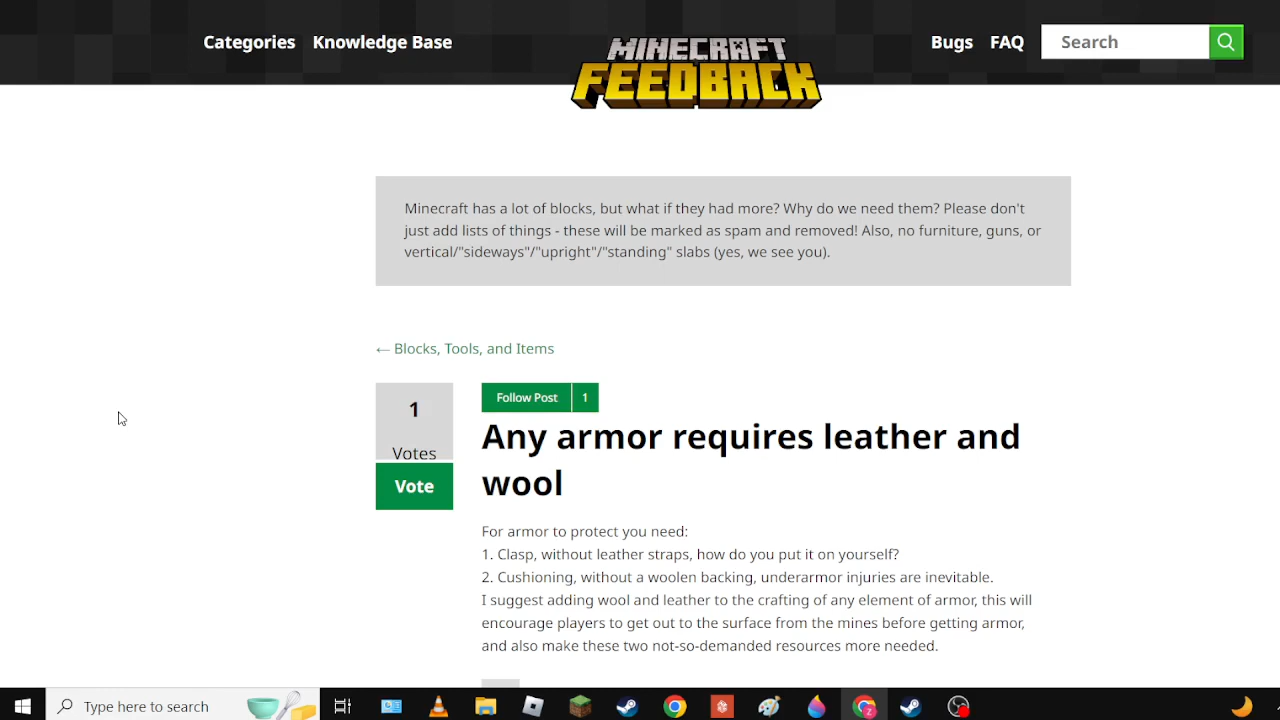 Categories Knowledge Base
MINECRAFT
FEEDBACK
Bugs FAQ Search
Minecraft has a lot of blocks, but what if they had more? Why do we need them? Please don't
just add lists of things - these will be marked as spam and removed! Also, no furniture, guns, or
vertical/"sideways"/"upright"/"standing" slabs (yes, we see you).
← Blocks, Tools, and Items
1
Votes
Vote
Follow Post 1
Any armor requires leather and
wool
For armor to protect you need:
1. Clasp, without leather straps, how do you put it on yourself?
2. Cushioning, without a woolen backing, underarmor injuries are inevitable.
I suggest adding wool and leather to the crafting of any element of armor, this will
encourage players to get out to the surface from the mines before getting armor,
and also make these two not-so-demanded resources more needed.
Type here to search